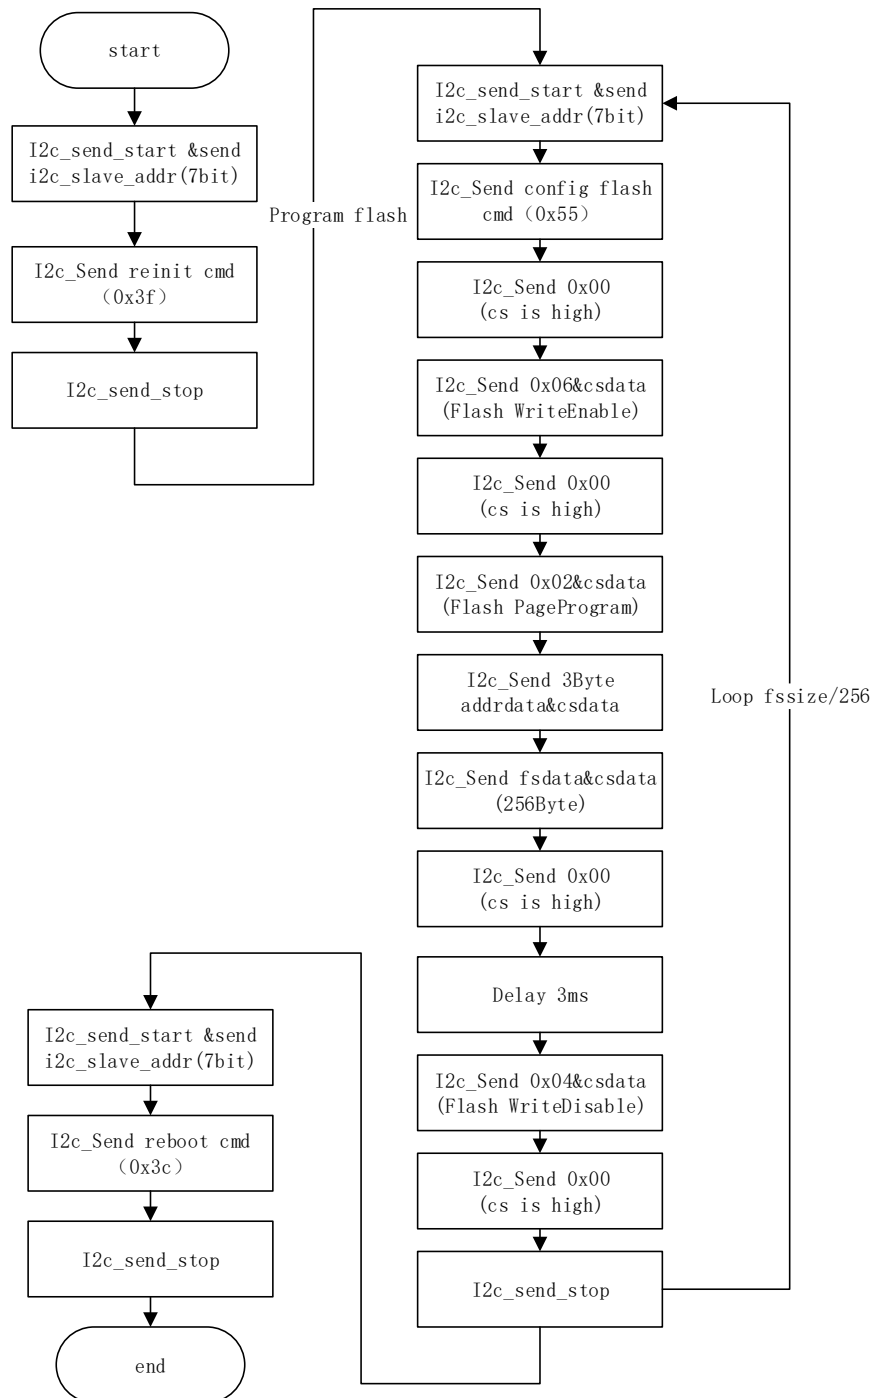 start
I2c_send_start &send
i2c_slave_addr(7bit)
I2c_Send reinit cmd
（0x3f）
I2c_send_stop
Program flash
I2c_send_start &send
i2c_slave_addr(7bit)
I2c_Send config flash
cmd（0x55）
I2c_Send 0x00
(cs is high)
I2c_Send 0x06&csdata
(Flash WriteEnable)
I2c_Send 0x00
(cs is high)
I2c_Send 0x02&csdata
(Flash PageProgram)
I2c_Send 3Byte
addrdata&csdata
I2c_Send fsdata&csdata
(256Byte)
I2c_Send 0x00
(cs is high)
Delay 3ms
I2c_Send 0x04&csdata
(Flash WriteDisable)
I2c_Send 0x00
(cs is high)
I2c_send_stop
Loop fssize/256
I2c_send_start &send
i2c_slave_addr(7bit)
I2c_Send reboot cmd
（0x3c）
I2c_send_stop
end